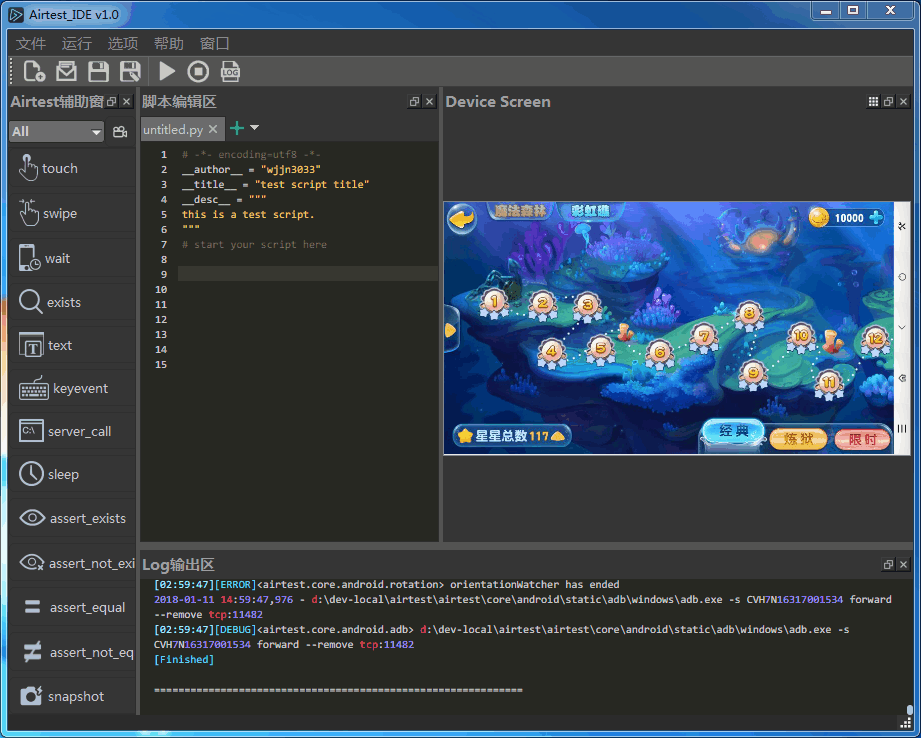 Airtest_IDE v1.0
文件 运行 选项 帮助 窗口
LOG
Airtest辅助窗
All
touch
swipe
wait
exists
T text
keyevent
C:\ server_call
sleep
assert_exists
assert_not_exi
assert_equal
assert_not_eq
snapshot
脚本编辑区
untitled.py
1 # -*- encoding=utf8 -*-
2 __author__ = "wjjn3033"
3 __title__ = "test script title"
4 __desc__ = """
5 this is a test script.
6 """
7 # start your script here
8
9
10
11
12
13
14
15
Device Screen
魔法森林 彩虹礁 10000
1 2 3
4 5 6 7 8
9 10 11 12
星星总数117
经典 炼狱 限时
Log输出区
[02:59:47][ERROR]<airtest.core.android.rotation> orientationWatcher has ended
2018-01-11 14:59:47,976 - d:\dev-local\airtest\airtest\core\android\static\adb\windows\adb.exe -s CVH7N16317001534 forward
--remove tcp:11482
[02:59:47][DEBUG]<airtest.core.android.adb> d:\dev-local\airtest\airtest\core\android\static\adb\windows\adb.exe -s
CVH7N16317001534 forward --remove tcp:11482
[Finished]
============================================================